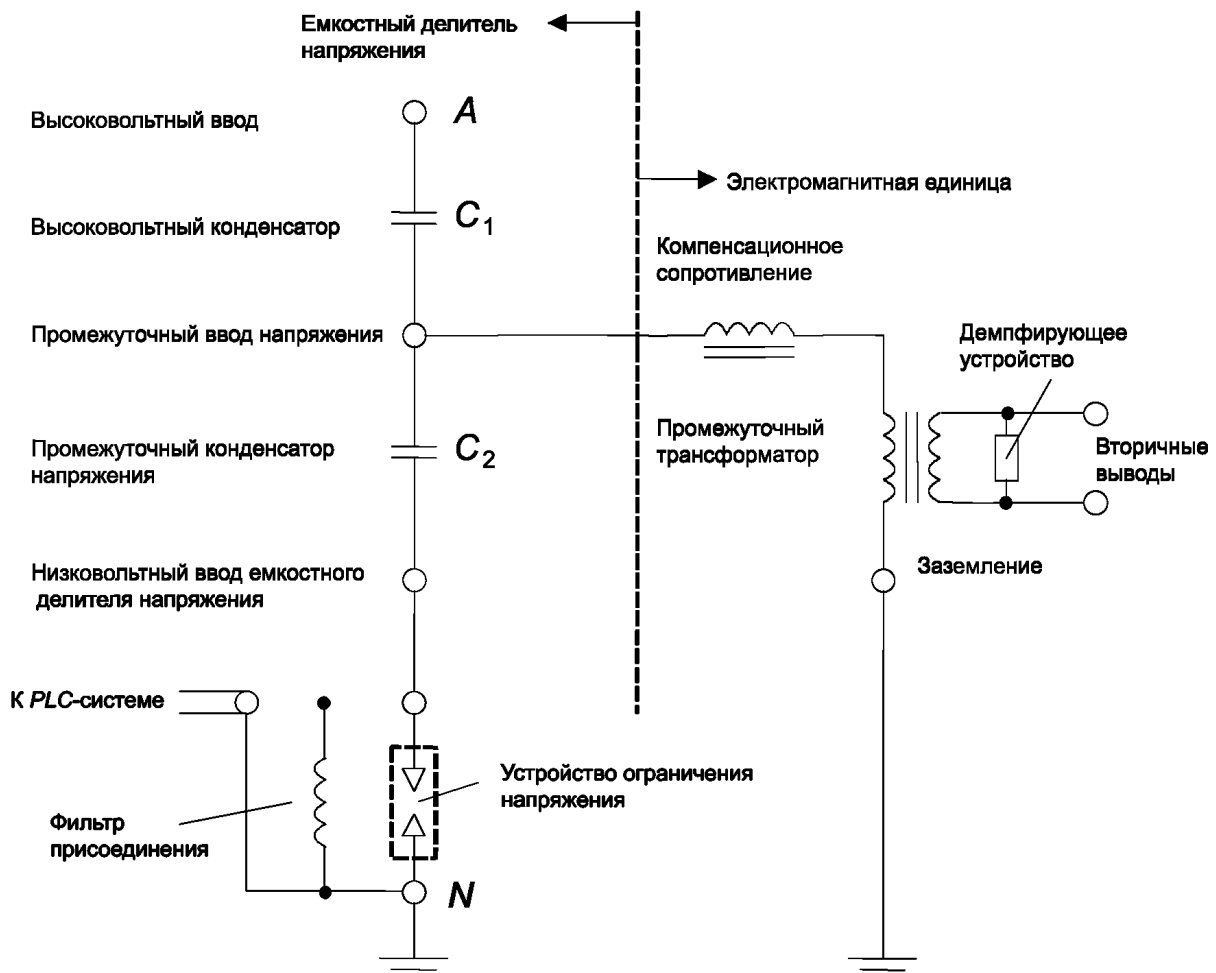 Емкостный делитель
напряжения
Высоковольтный ввод
A
Электромагнитная единица
Высоковольтный конденсатор
C1
Компенсационное
сопротивление
Промежуточный ввод напряжения
Демпфирующее
устройство
Промежуточный конденсатор
напряжения
C2
Промежуточный
трансформатор
Вторичные
выводы
Низковольтный ввод емкостного
делителя напряжения
Заземление
К PLC-системе
Устройство ограничения
напряжения
Фильтр
присоединения
N